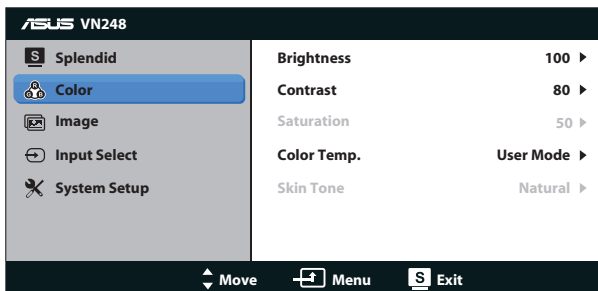 ASUS VN248
S Splendid
R G B Color
Image
Input Select
System Setup
Brightness 100
Contrast 80
Saturation 50
Color Temp. User Mode
Skin Tone Natural
Move Menu S Exit